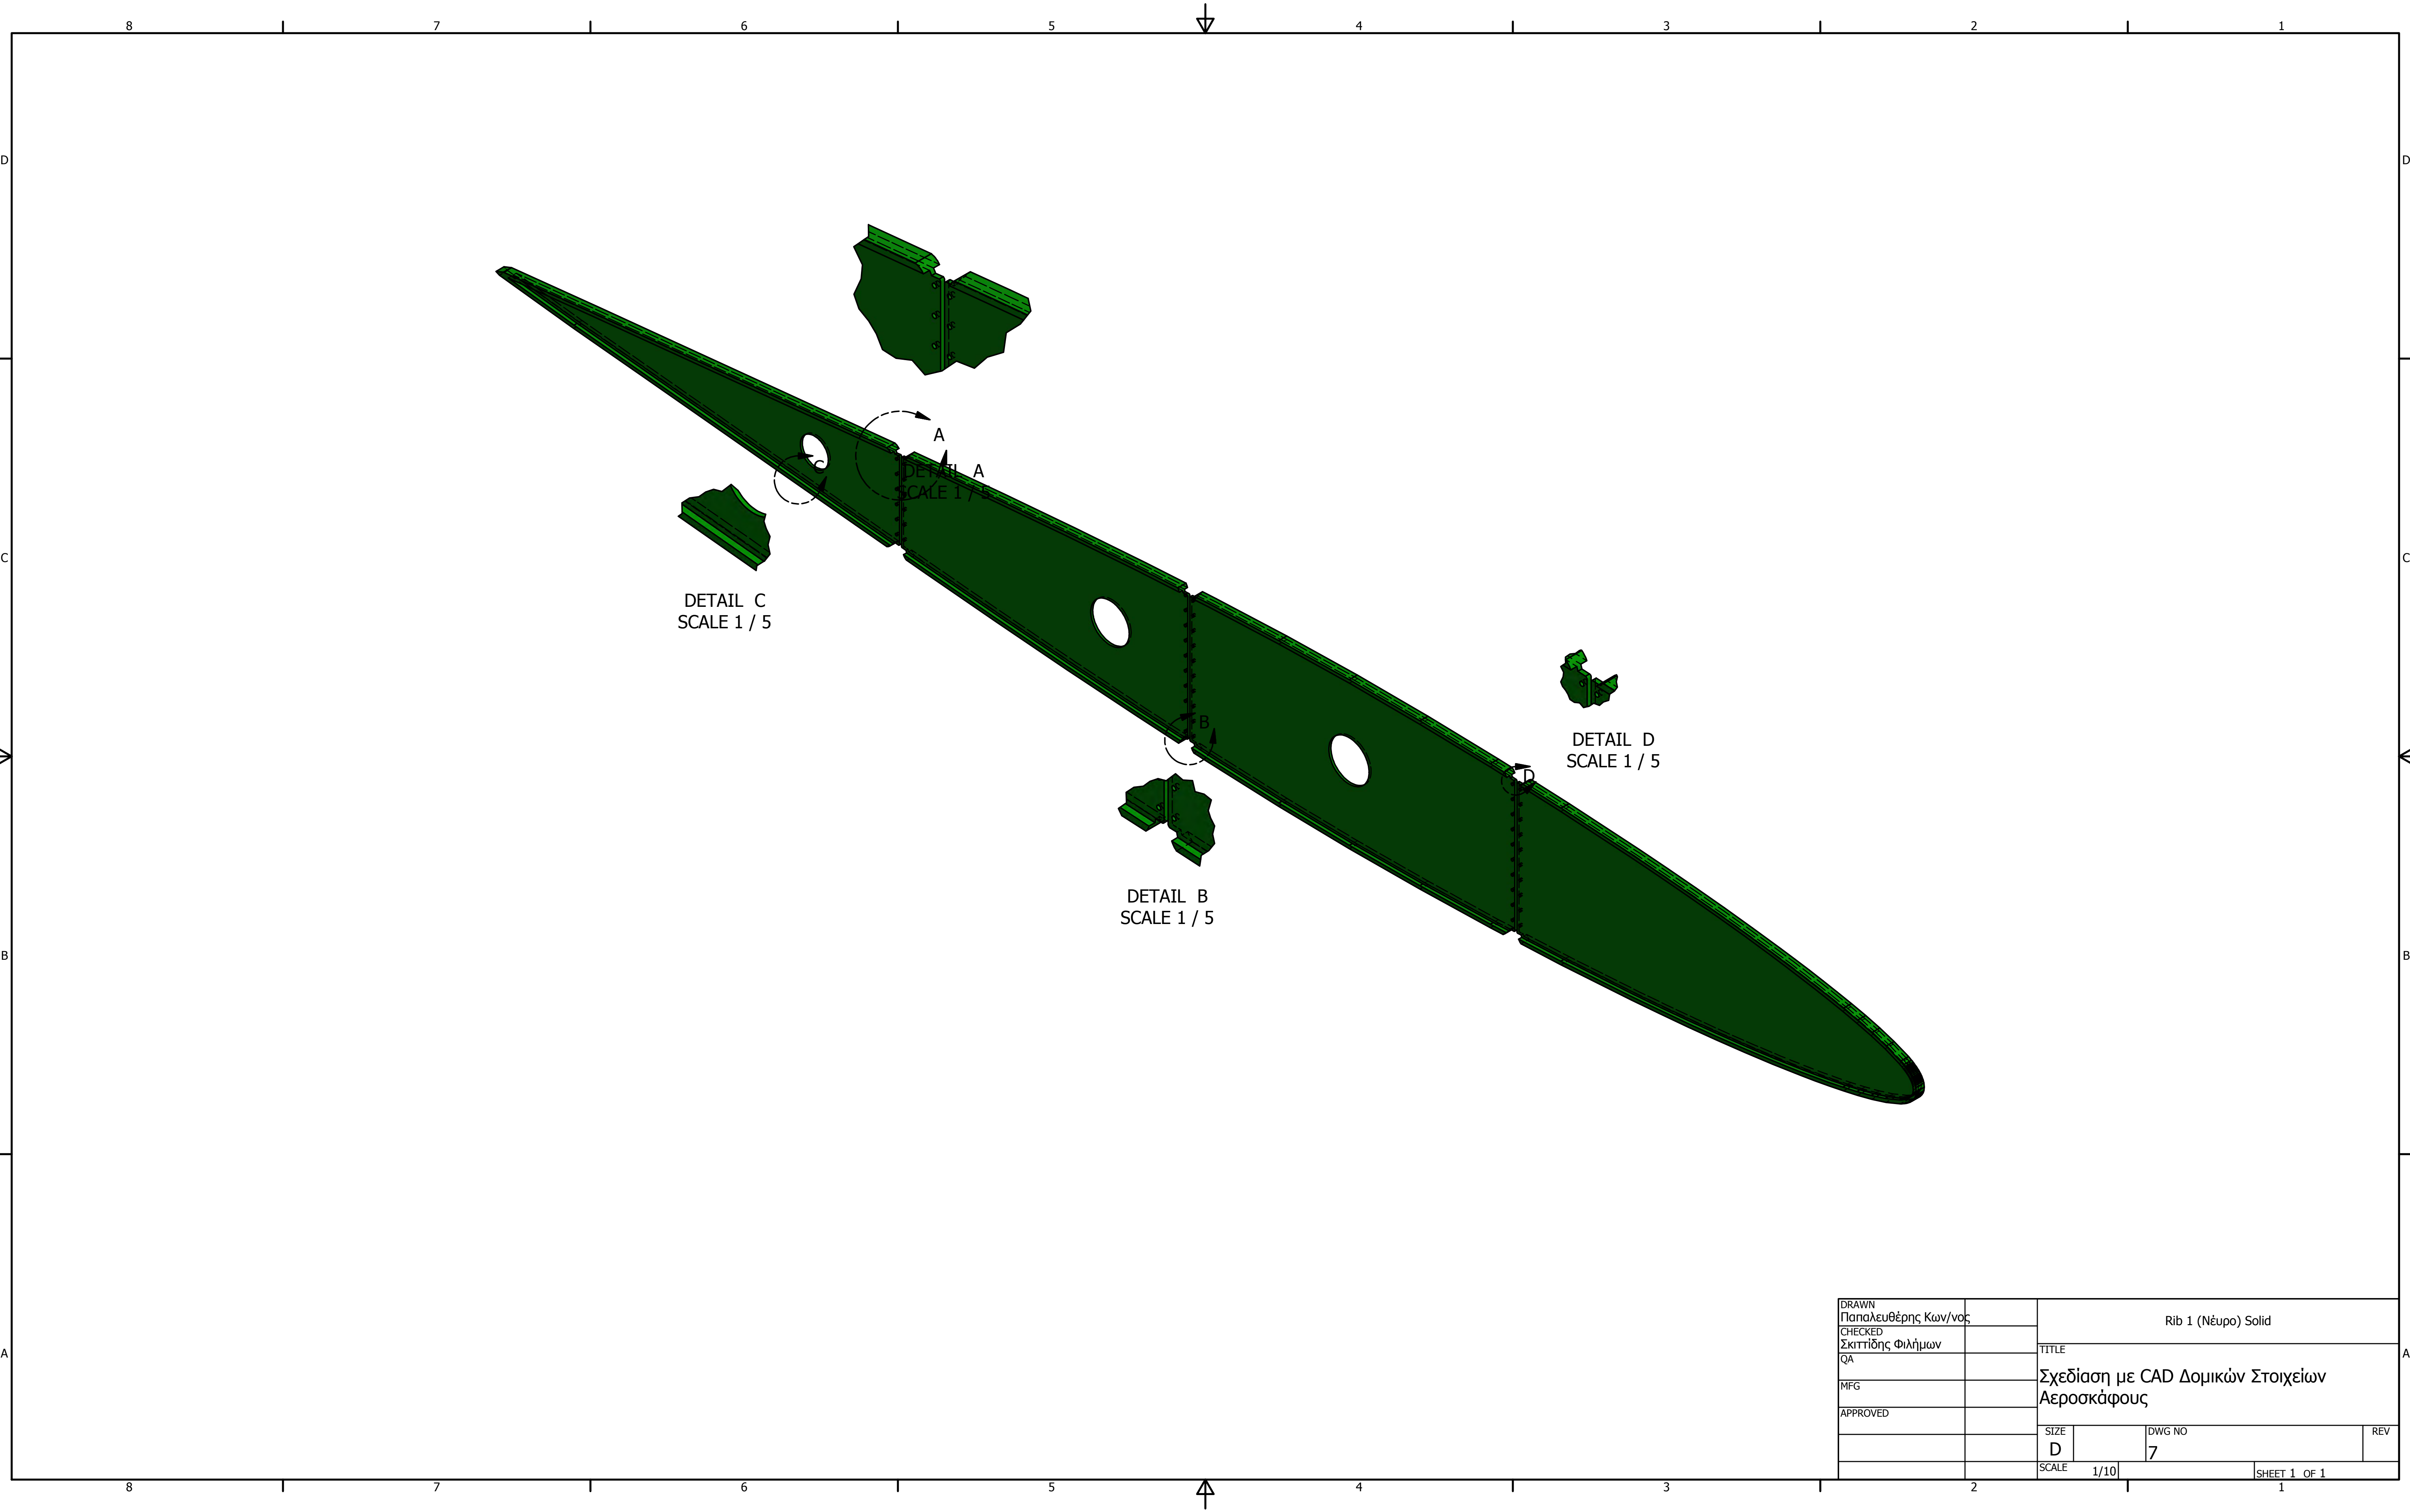 8 7 6 5 4 3 2 1
D D
A
DETAIL A
SCALE 1 / 5
C
DETAIL C
SCALE 1 / 5
C C
B
DETAIL B
SCALE 1 / 5
D
DETAIL D
SCALE 1 / 5
B B
A A
DRAWN
Παπαλευθέρης Κων/νος
CHECKED
Σκιττίδης Φιλήμων
QA
MFG
APPROVED
Rib 1 (Νέυρο) Solid
TITLE
Σχεδίαση με CAD Δομικών Στοιχείων
Αεροσκάφους
SIZE
D
DWG NO
7
REV
SCALE 1/10
SHEET 1 OF 1
8 7 6 5 4 3 2 1